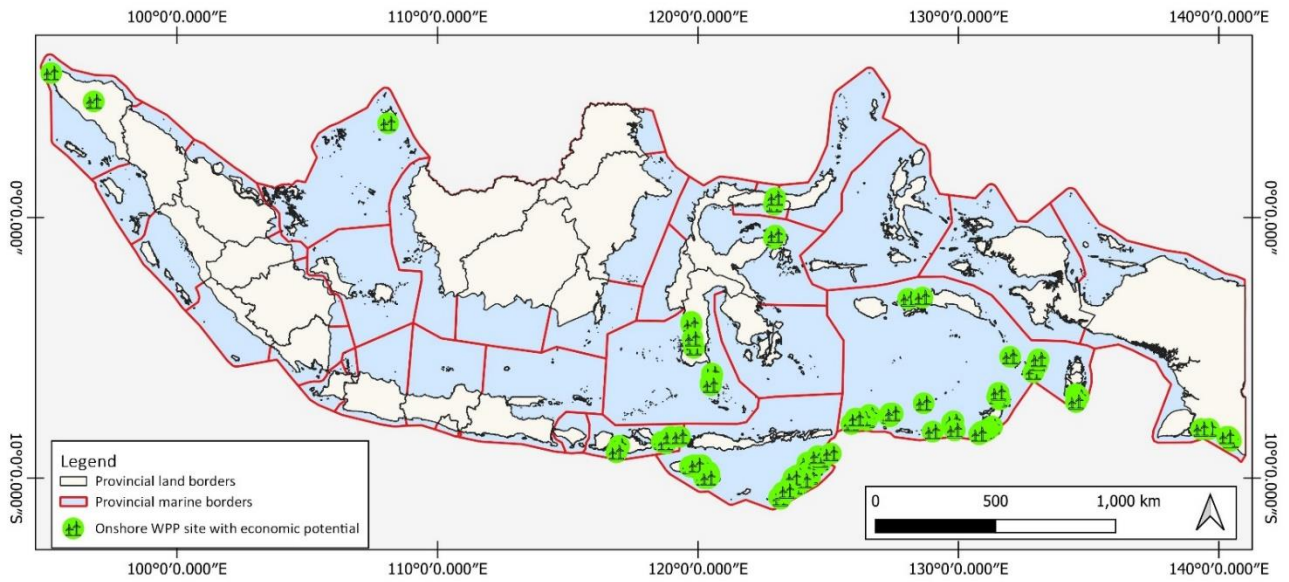 100°0'0.000"E 110°0'0.000"E 120°0'0.000"E 130°0'0.000"E 140°0'0.000"E
0°0'0.000" 0°0'0.000"
10°0'0.000"S 10°0'0.000"S
Legend
Provincial land borders
Provincial marine borders
Onshore WPP site with economic potential
0 500 1,000 km
100°0'0.000"E 110°0'0.000"E 120°0'0.000"E 130°0'0.000"E 140°0'0.000"E